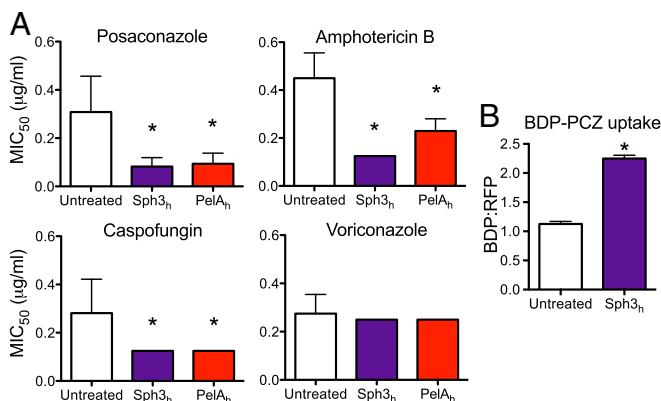 A
Posaconazole
MIC50 (µg/ml)
0.6
0.4
0.2
0.0
Untreated Sph3h PelAh
Amphotericin B
0.6
0.4
0.2
0.0
* *
* *
Untreated Sph3h PelAh
Caspofungin
MIC50 (µg/ml)
0.6
0.4
0.2
0.0
* *
Untreated Sph3h PelAh
Voriconazole
0.6
0.4
0.2
0.0
Untreated Sph3h PelAh
B
BDP-PCZ uptake
BDP:RFP
2.5
2.0
1.5
1.0
0.5
0.0
*
Untreated Sph3h